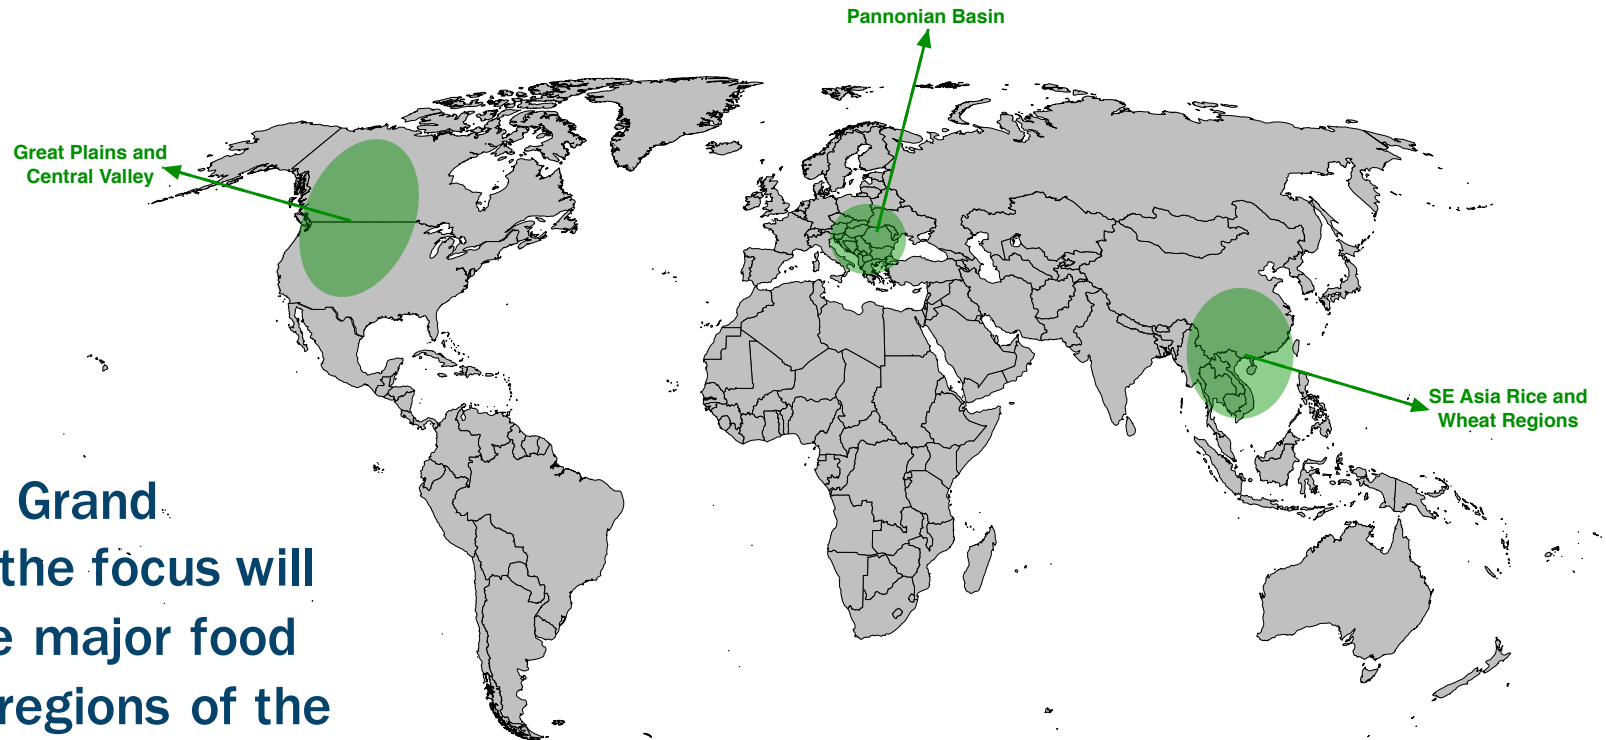 Pannonian Basin
Great Plains and
Central Valley
SE Asia Rice and
Wheat Regions
Grand
the focus will
major food
regions of the